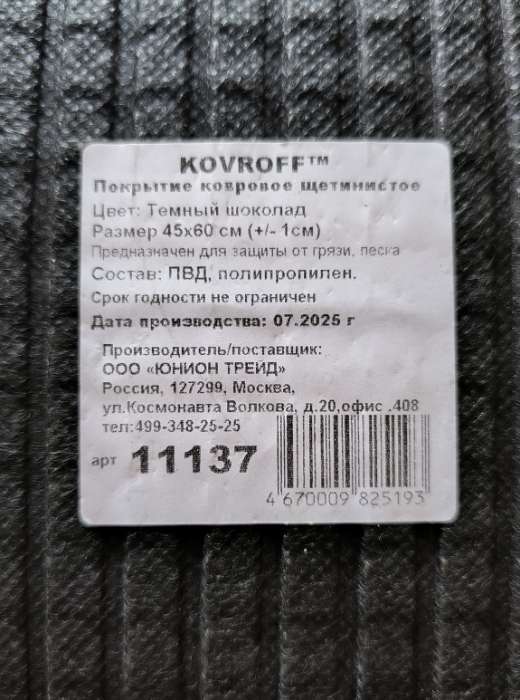 KOVROFF™
Покрытие ковровое щетинистое
Цвет: Темный шоколад
Размер 45х60 см (+/- 1см)
Предназначен для защиты от грязи, песка
Состав: ПВД, полипропилен.
Срок годности не ограничен
Дата производства: 07.2025 г
Производитель/поставщик:
ООО «ЮНИОН ТРЕЙД»
Россия, 127299, Москва,
ул.Космонавта Волкова, д.20,офис .408
тел:499-348-25-25
арт 11137
4 670009 825193